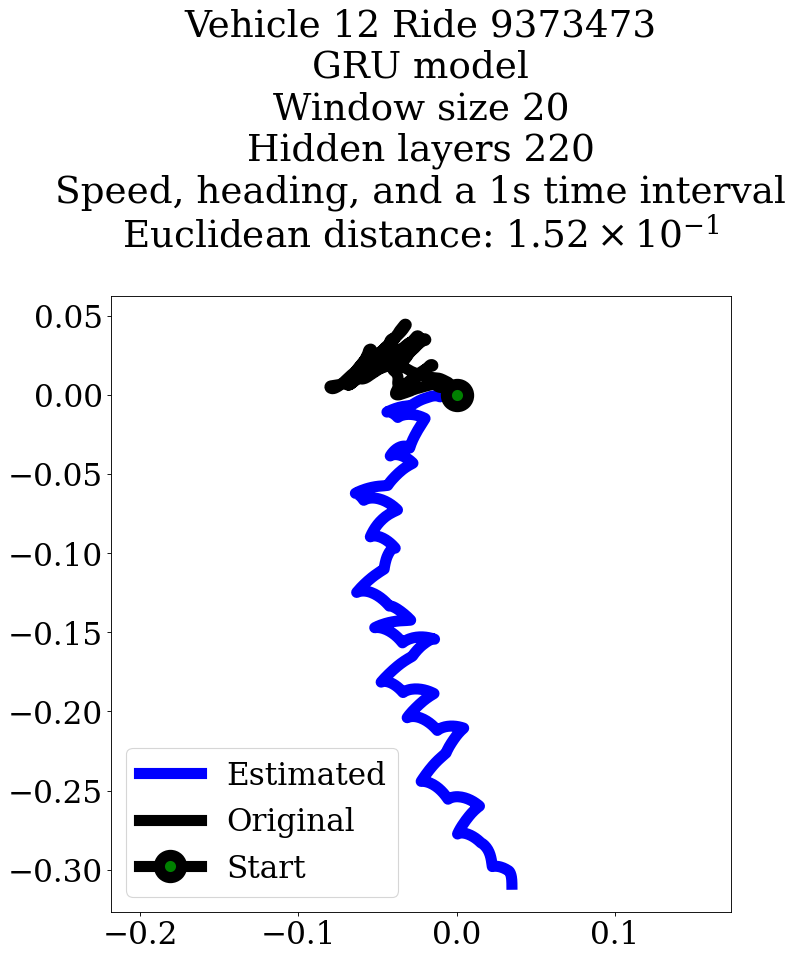 Vehicle 12 Ride 9373473
GRU model
Window size 20
Hidden layers 220
Speed, heading, and a 1s time interval
Euclidean distance: 1.52 × 10⁻¹
0.05
0.00
−0.05
−0.10
−0.15
−0.20
−0.25
−0.30
Estimated
Original
Start
−0.2
−0.1
0.0
0.1